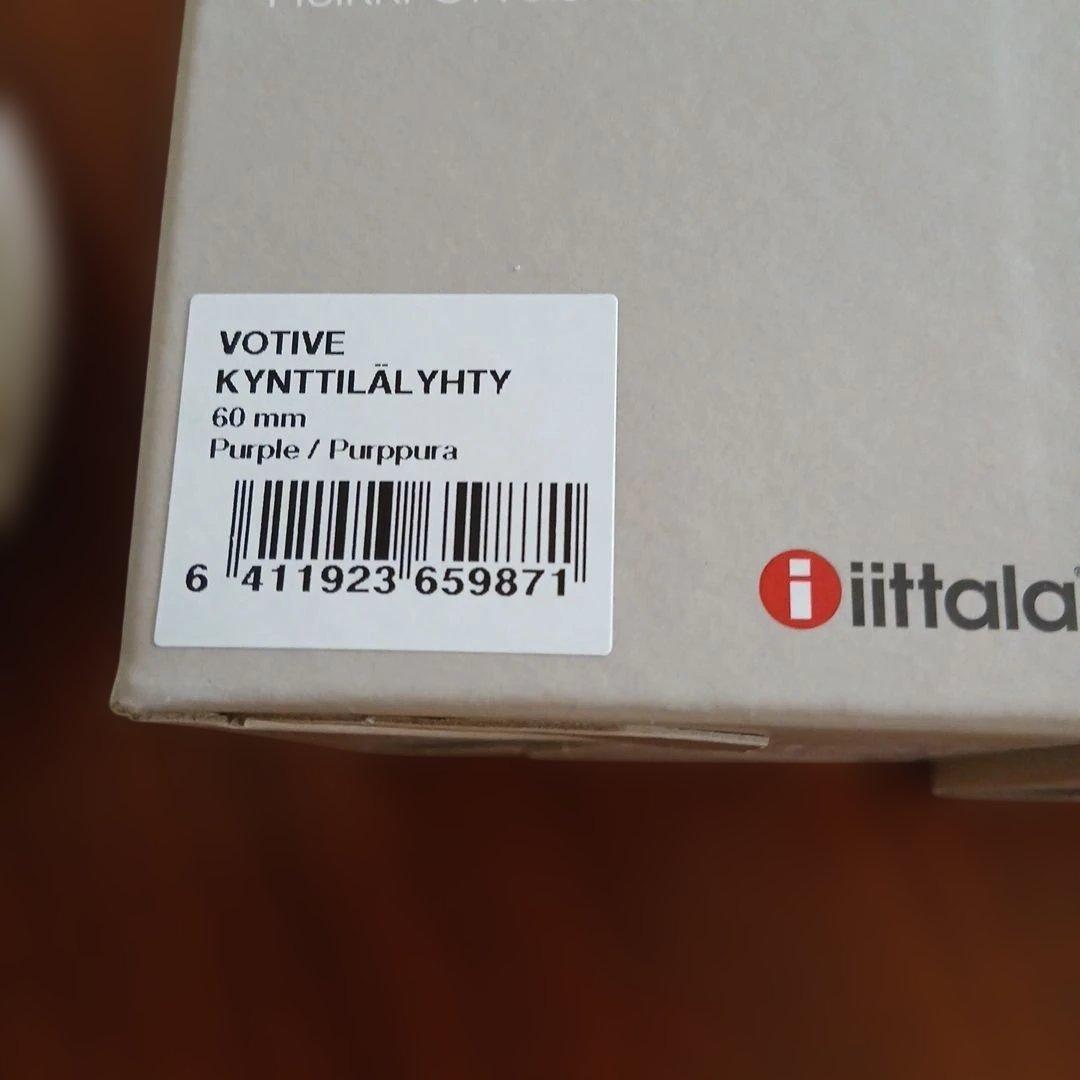 VOTIVE
KYNTTILÄLYHTY
60 mm
Purple / Purppura
6 411923 659871
iittala